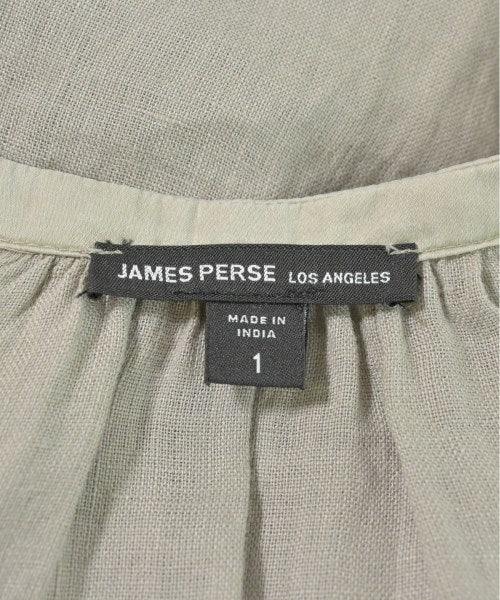 JAMES PERSE LOS ANGELES
MADE IN
INDIA
1